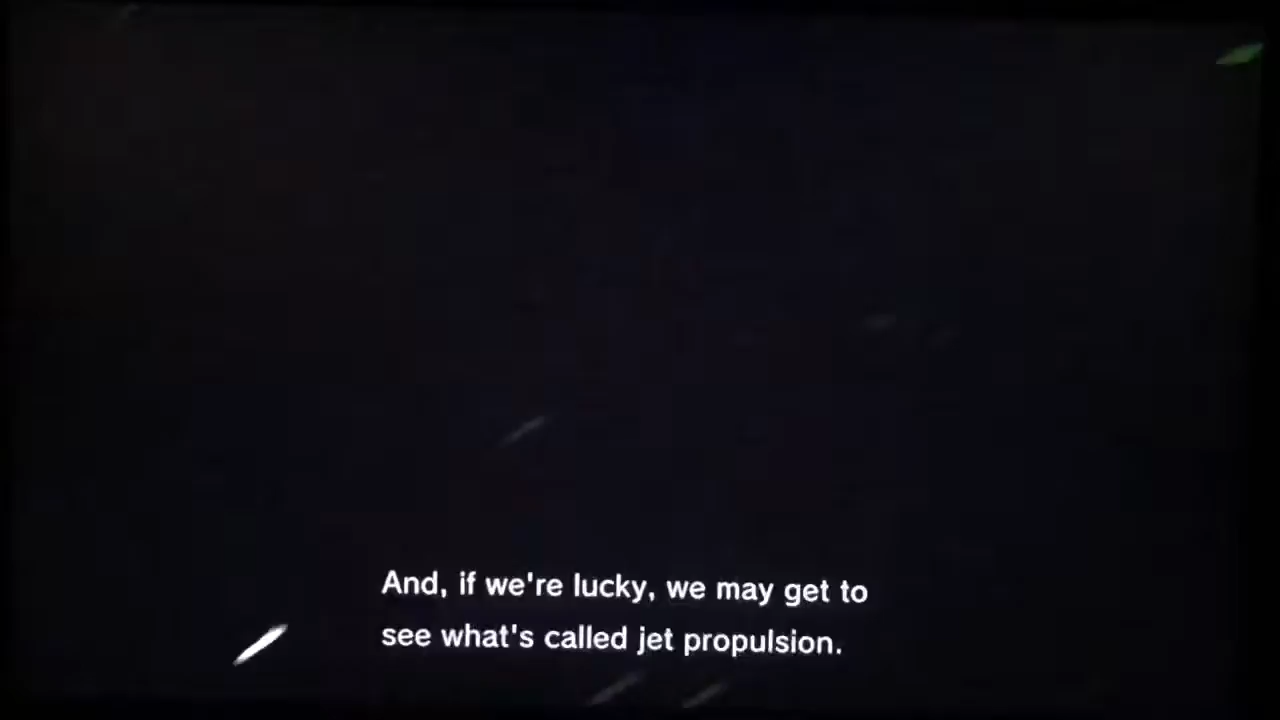 And, if we're lucky, we may get to
see what's called jet propulsion.